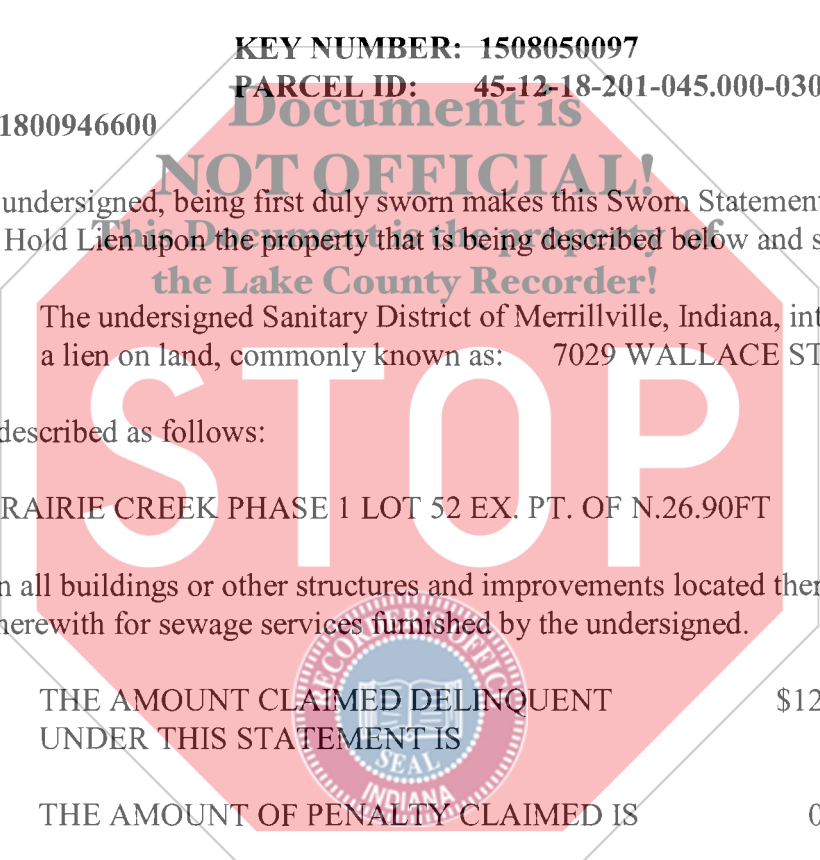 KEY NUMBER: 1508050097
PARCEL ID: 45-12-18-201-045.000-030
1800946600
Document is
NOT OFFICIAL!
undersigned, being first duly sworn makes this Sworn Statement
This Document is the property of
Hold Lien upon the property that is being described below and s
the Lake County Recorder!
The undersigned Sanitary District of Merrillville, Indiana, int
a lien on land, commonly known as: 7029 WALLACE ST
STOP
described as follows:
RAIRIE CREEK PHASE 1 LOT 52 EX. PT. OF N.26.90FT
n all buildings or other structures and improvements located ther
herewith for sewage services furnished by the undersigned.
RECORDER'S OFFICE
THE AMOUNT CLAIMED DELINQUENT $12
UNDER THIS STATEMENT IS
SEAL
INDIANA
THE AMOUNT OF PENALTY CLAIMED IS 0